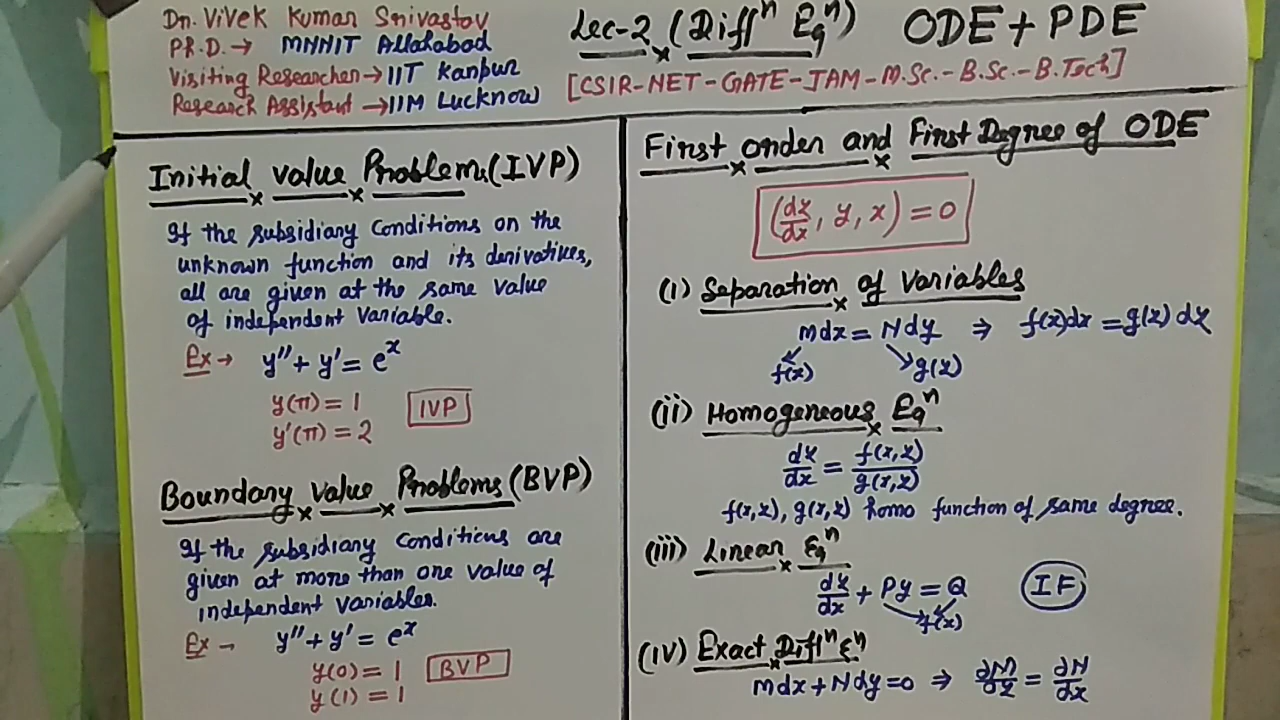 Dr. Vivek Kumar Srivastav
PH.D. → MNNIT Allahabad
Visiting Researcher → IIT Kanpur
Research Assistant → IIM Lucknow
Lec-2 (Diffⁿ Eqⁿ) ODE + PDE
[CSIR-NET-GATE-JAM-M.Sc.-B.Sc.-B.Tech]
Initial value Problem (IVP)
If the subsidiary conditions on the
unknown function and its derivatives,
all are given at the same value
of independent variable.
Ex → y'' + y' = eˣ
y(π) = 1
IVP
y'(π) = 2
Boundary value Problems (BVP)
If the subsidiary conditions are
given at more than one value of
independent variables.
Ex → y'' + y' = eˣ
y(0) = 1
BVP
y(1) = 1
First order and First Degree of ODE
(dy/dx, y, x) = 0
(i) Separation of variables
mdx = Ndy ⇒ f(x)dx = g(y)dy
f(x) g(y)
(ii) Homogeneous Eqⁿ
dy/dx = f(x,y)/g(x,y)
f(x,y), g(x,y) homo function of same degree.
(iii) Linear Eqⁿ
dy/dx + Py = Q IF
f(x)
(iv) Exact Diffⁿ Eⁿ
mdx + Ndy = 0 ⇒ ∂M/∂y = ∂N/∂x